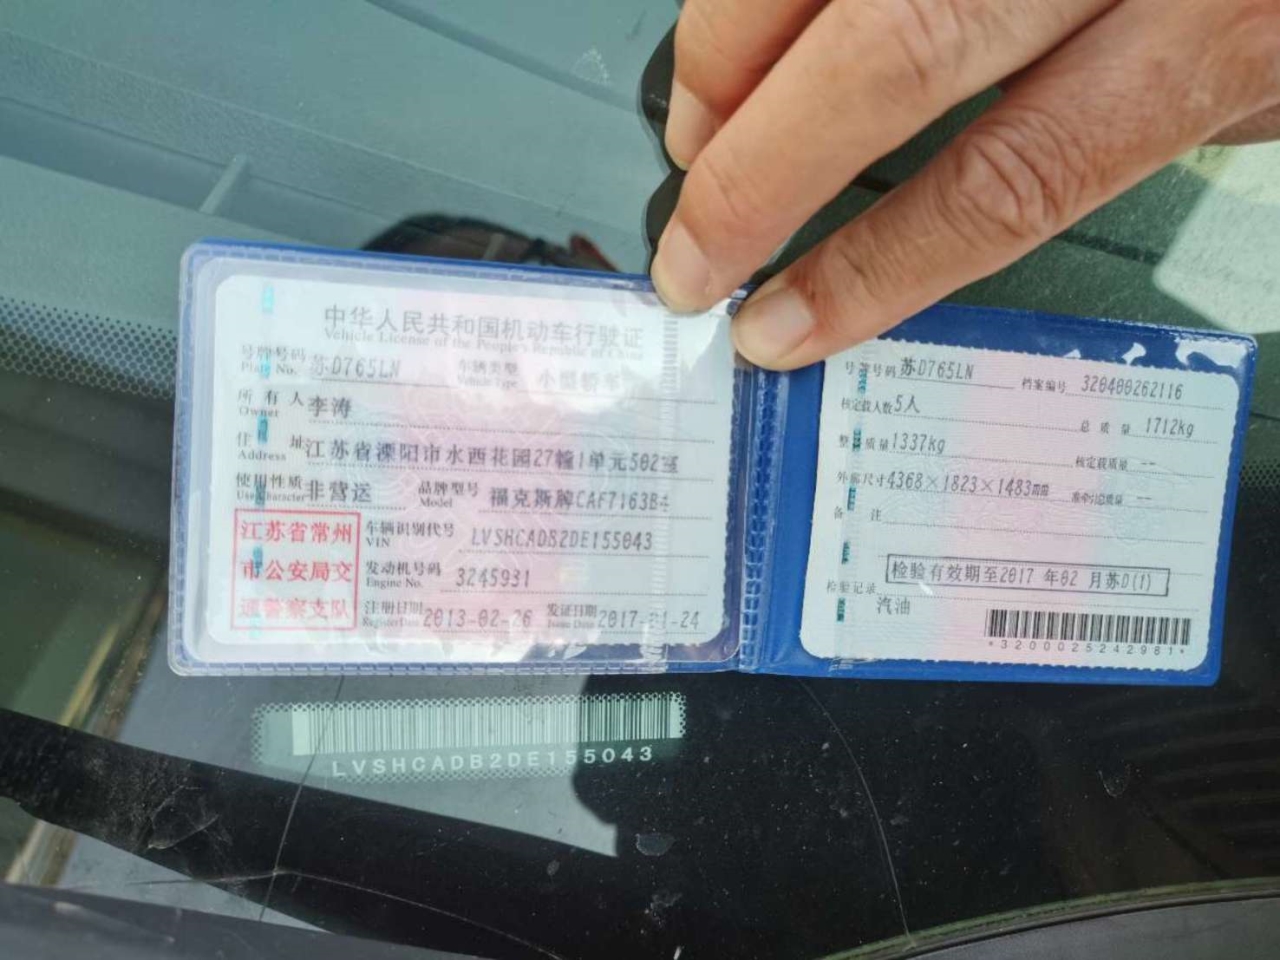 中华人民共和国机动车行驶证
Vehicle License of the People's Republic of China
号牌号码 苏D765LN 车辆类型 小型轿车
Plate No. Vehicle Type
所有人 李涛
Owner
住址 江苏省溧阳市水西花园27幢1单元502室
Address
使用性质 非营运 品牌型号 福克斯牌CAF7163B4
Use Character Model
江苏省常州
市公安局交
通警察支队
车辆识别代号 LVSHCADB2DE155043
VIN
发动机号码 3245931
Engine No.
注册日期 2013-02-26 发证日期 2017-01-24
Register Date Issue Date
号牌号码 苏D765LN 档案编号 320400262116
核定载人数 5人 总质量 1712kg
整备质量 1337kg 核定载质量 --
外廓尺寸 4368×1823×1483mm 准牵引总质量 --
备注
检验有效期至2017 年02 月苏D(1)
检验记录
汽油
*3200025242981*
LVSHCADB2DE155043